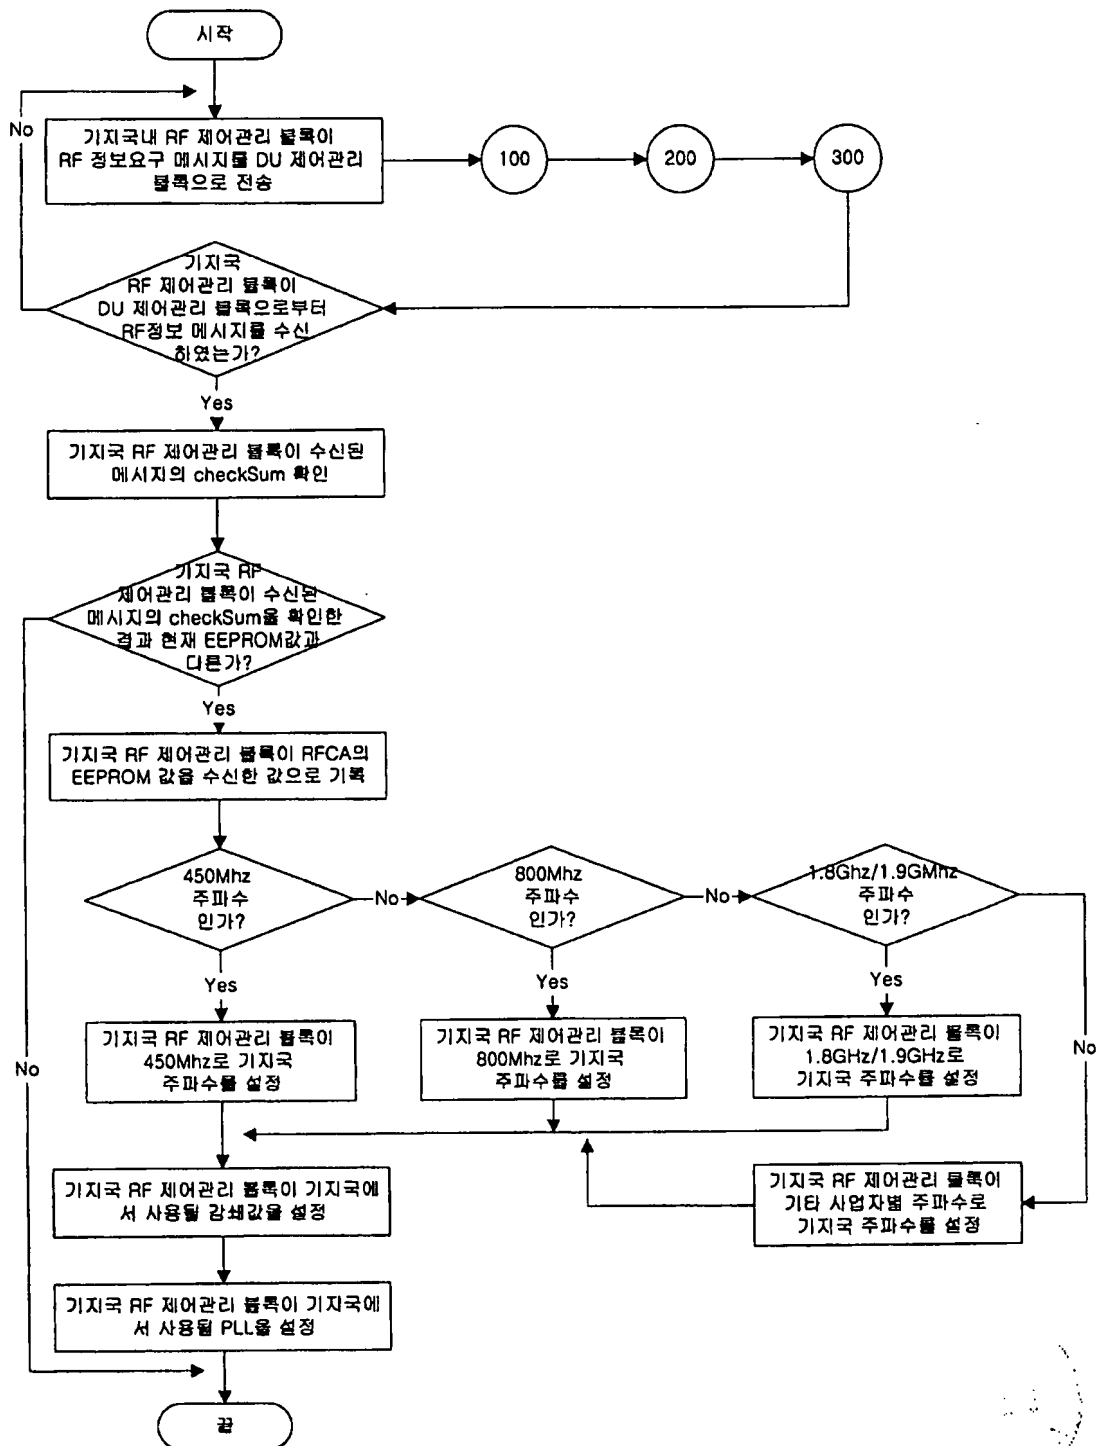 시작
No
기지국내 RF 제어관리 블록이
RF 정보요구 메시지를 DU 제어관리
블록으로 전송
100
200
300
기지국
RF 제어관리 블록이
DU 제어관리 블록으로부터
RF정보 메시지를 수신
하였는가?
Yes
기지국 RF 제어관리 블록이 수신된
메시지의 checkSum 확인
기지국 RF
제어관리 블록이 수신된
메시지의 checkSum을 확인한
결과 현재 EEPROM값과
다른가?
Yes
기지국 RF 제어관리 블록이 RFCA의
EEPROM 값을 수신한 값으로 기록
450Mhz
주파수
인가?
No
800Mhz
주파수
인가?
No
1.8Ghz/1.9GMhz
주파수
인가?
Yes
Yes
Yes
No
No
기지국 RF 제어관리 블록이
450Mhz로 기지국
주파수를 설정
기지국 RF 제어관리 블록이
800Mhz로 기지국
주파수를 설정
기지국 RF 제어관리 블록이
1.8GHz/1.9GHz로
기지국 주파수를 설정
기지국 RF 제어관리 블록이
기타 사업자별 주파수로
기지국 주파수를 설정
기지국 RF 제어관리 블록이 기지국에
서 사용될 감쇄값을 설정
기지국 RF 제어관리 블록이 기지국에
서 사용될 PLL을 설정
끝